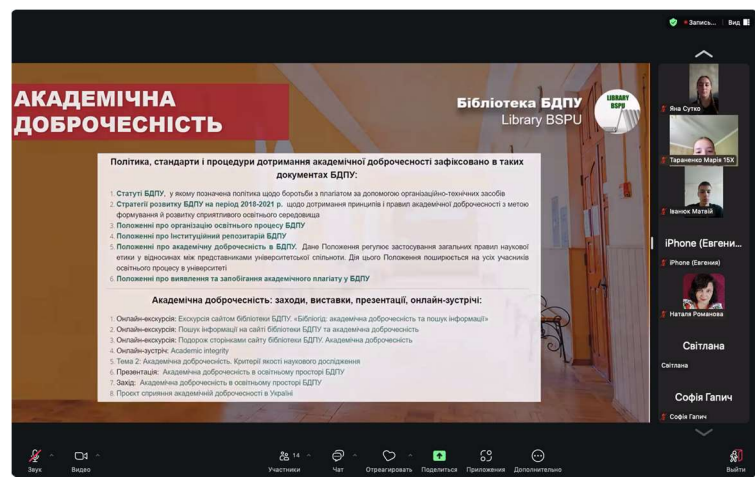 Запись...
Вид
АКАДЕМІЧНА
ДОБРОЧЕСНІСТЬ
Бібліотека БДПУ
Library BSPU
LIBRARY
BSPU
Політика, стандарти і процедури дотримання академічної доброчесності зафіксовано в таких
документах БДПУ:
1. Статуті БДПУ, у якому позначена політика щодо боротьби з плагіатом за допомогою організаційно-технічних засобів
2. Стратегії розвитку БДПУ на період 2018-2021 р. щодо дотримання принципів і правил академічної доброчесності з метою
формування й розвитку сприятливого освітнього середовища
3. Положенні про організацію освітнього процесу БДПУ
4. Положенні про Інституційний репозитарій БДПУ
5. Положенні про академічну доброчесність в БДПУ. Дане Положення регулює застосування загальних правил наукової
етики у відносинах між представниками університетської спільноти. Дія цього Положення поширюється на усіх учасників
освітнього процесу в університеті
6. Положенні про виявлення та запобігання академічного плагіату у БДПУ
Академічна доброчесність: заходи, виставки, презентації, онлайн-зустрічі:
1. Онлайн-екскурсія: Екскурсія сайтом бібліотеки БДПУ. «Бібліогід: академічна доброчесність та пошук інформації»
2. Онлайн-екскурсія: Пошук інформації на сайті бібліотеки БДПУ та академічна доброчесність
3. Онлайн-екскурсія: Подорож сторінками сайту бібліотеки БДПУ. Академічна доброчесність
4. Онлайн-зустріч: Academic integrity
5. Тема 2: Академічна доброчесність. Критерії якості наукового дослідження
6. Презентація: Академічна доброчесність в освітньому просторі БДПУ
7. Захід: Академічна доброчесність в освітньому просторі БДПУ
8. Проєкт сприяння академічній доброчесності в Україні
Яна Сутко
Тараненко Марія 15Х
Іванюк Матвій
iPhone (Евгени...
iPhone (Евгения)
Наталя Романова
Світлана
Світлана
Софія Гапич
Софія Гапич
Звук
Видео
14
Участники
Чат
Отреагировать
Поделиться
Приложения
Дополнительно
Выйти